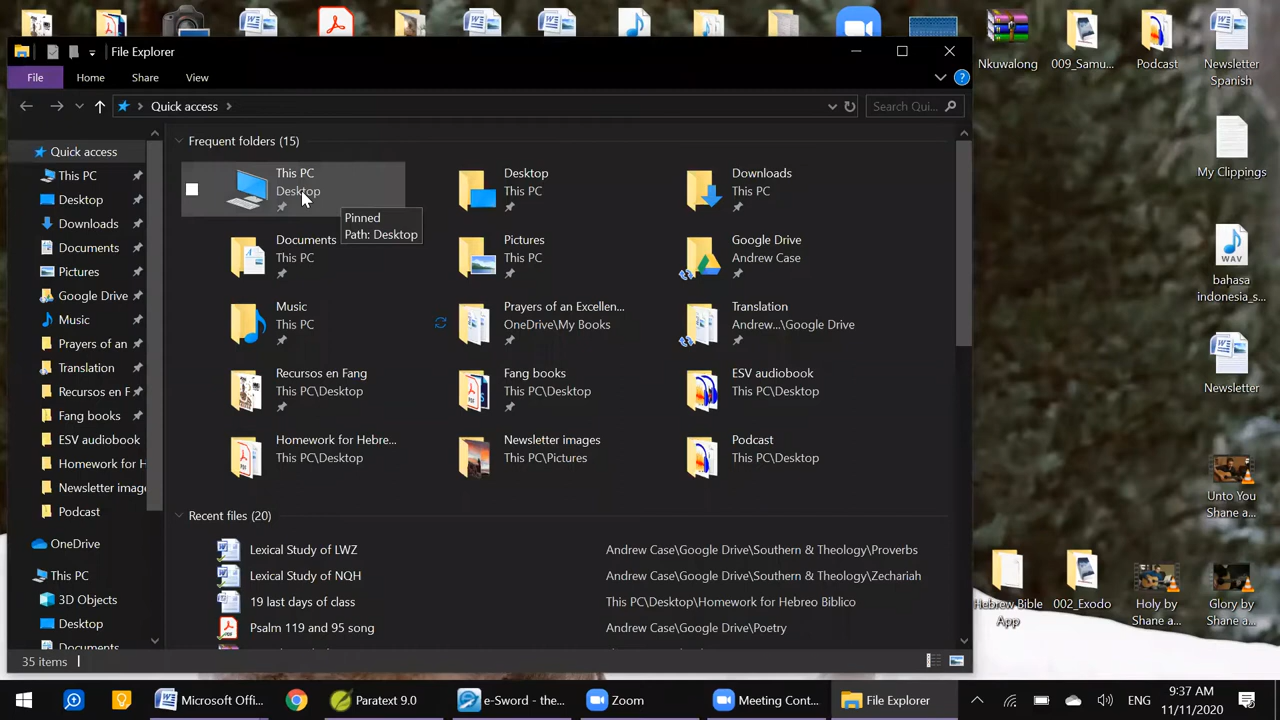 File Explorer
File
Home
Share
View
Quick access
Search Qui...
Quick access
This PC
Desktop
Downloads
Documents
Pictures
Google Drive
Music
Prayers of an
Translation
Recursos en F
Fang books
ESV audiobook
Homework for H
Newsletter imag
Podcast
OneDrive
This PC
3D Objects
Desktop
Documents
Frequent folders (15)
This PC
Desktop
Pinned
Path: Desktop
Desktop
This PC
Downloads
This PC
Documents
This PC
Pictures
This PC
Google Drive
Andrew Case
Music
This PC
Prayers of an Excellen...
OneDrive\My Books
Translation
Andrew...\Google Drive
Recursos en Fang
This PC\Desktop
Fang books
This PC\Desktop
ESV audiobook
This PC\Desktop
Homework for Hebre...
This PC\Desktop
Newsletter images
This PC\Pictures
Podcast
This PC\Desktop
Recent files (20)
Lexical Study of LWZ
Andrew Case\Google Drive\Southern & Theology\Proverbs
Lexical Study of NQH
Andrew Case\Google Drive\Southern & Theology\Zechariah
19 last days of class
This PC\Desktop\Homework for Hebreo Biblico
Psalm 119 and 95 song
Andrew Case\Google Drive\Poetry
35 items
Nkuwalong
009_Samu...
Podcast
Newsletter
Spanish
My Clippings
WAV
bahasa
indonesia_s...
Newsletter
Unto You
Shane a...
Hebrew Bible
App
002_Exodo
Holy by
Shane a...
Glory by
Shane a...
Microsoft Offi...
Paratext 9.0
e-Sword - the...
Zoom
Meeting Cont...
File Explorer
ENG
9:37 AM
11/11/2020